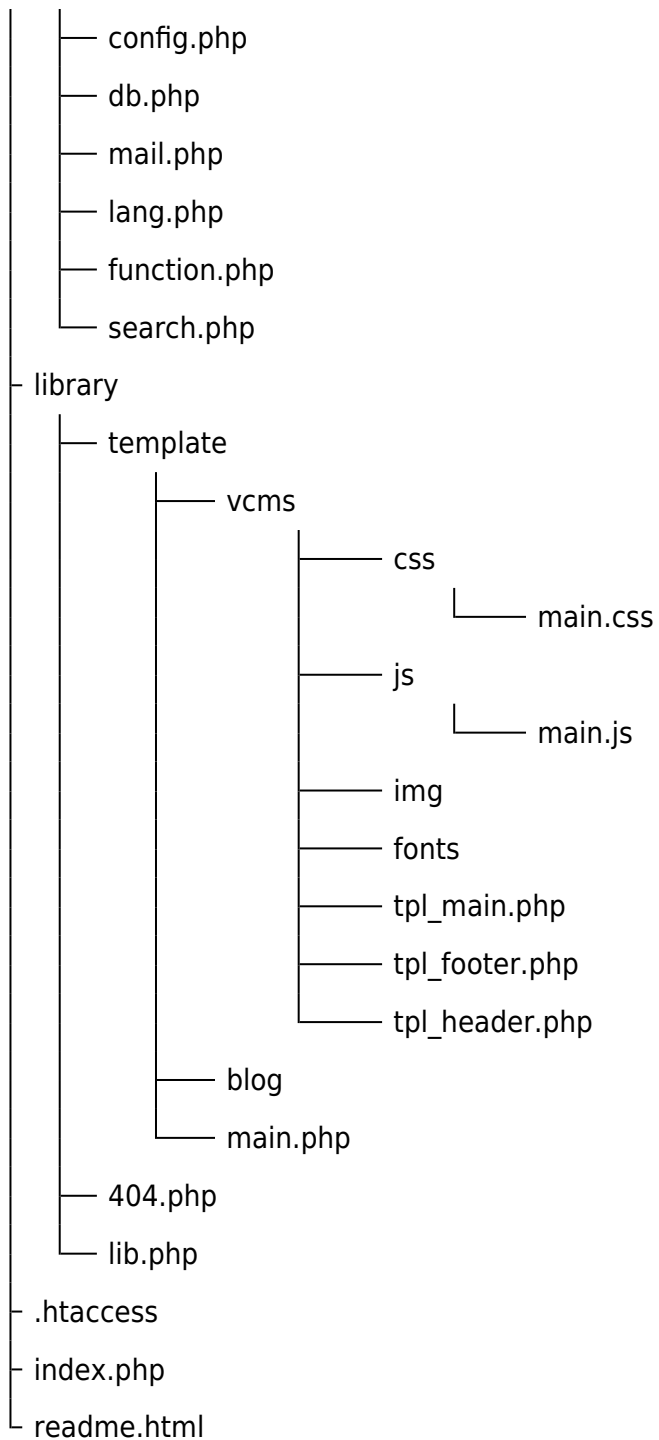 config.php
db.php
mail.php
lang.php
function.php
search.php
library
template
vcms
css
main.css
js
main.js
img
fonts
tpl_main.php
tpl_footer.php
tpl_header.php
blog
main.php
404.php
lib.php
.htaccess
index.php
readme.html